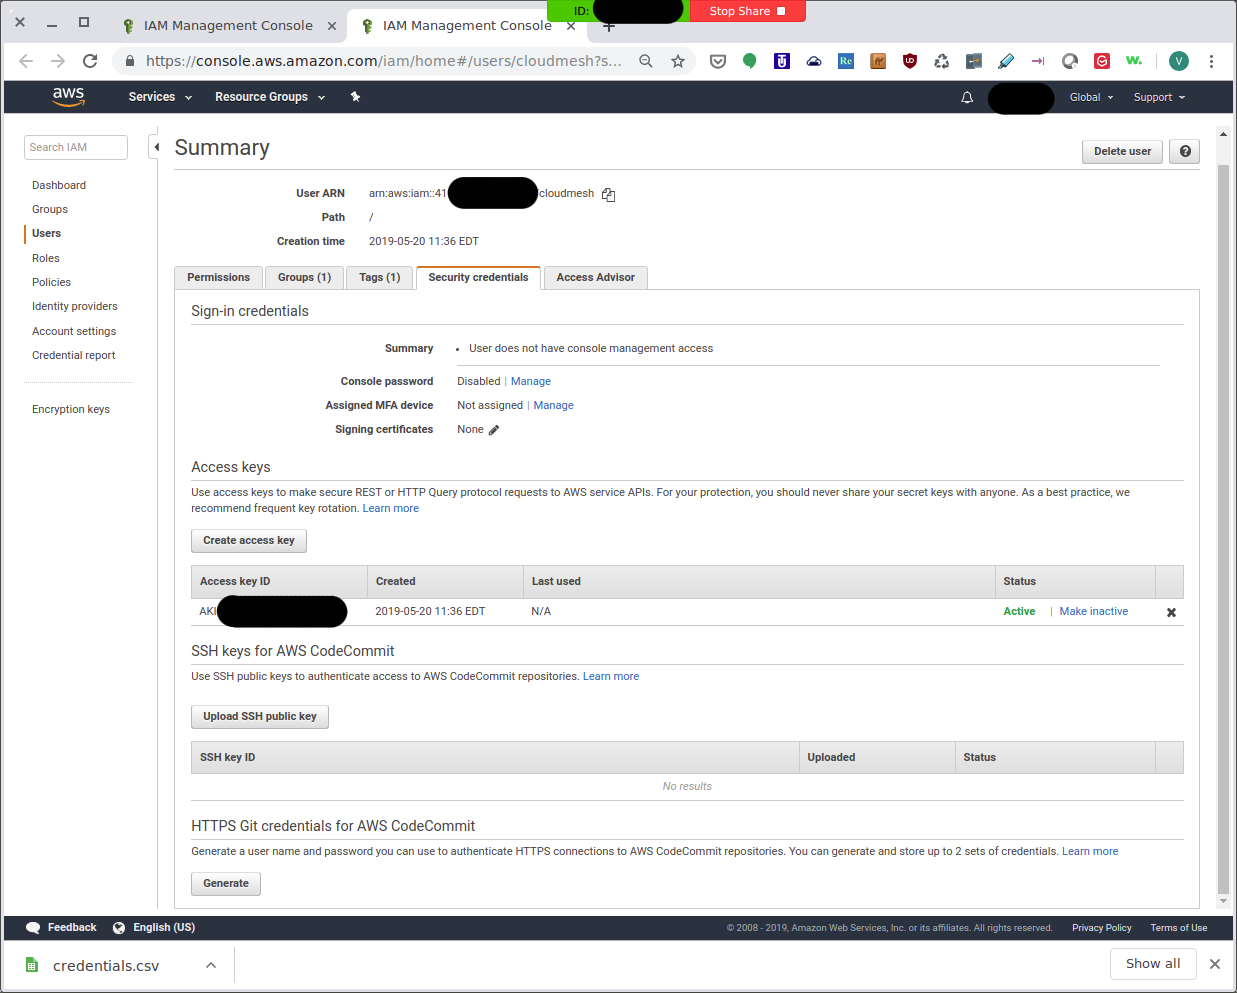 ID: Stop Share
IAM Management Console IAM Management Console
https://console.aws.amazon.com/iam/home#/users/cloudmesh?s...
aws Services Resource Groups Global Support
Search IAM
Dashboard
Groups
Users
Roles
Policies
Identity providers
Account settings
Credential report
Encryption keys
Summary
Delete user
User ARN arn:aws:iam::41 cloudmesh
Path /
Creation time 2019-05-20 11:36 EDT
Permissions Groups (1) Tags (1) Security credentials Access Advisor
Sign-in credentials
Summary • User does not have console management access
Console password Disabled | Manage
Assigned MFA device Not assigned | Manage
Signing certificates None
Access keys
Use access keys to make secure REST or HTTP Query protocol requests to AWS service APIs. For your protection, you should never share your secret keys with anyone. As a best practice, we
recommend frequent key rotation. Learn more
Create access key
Access key ID Created Last used Status
AKI 2019-05-20 11:36 EDT N/A Active | Make inactive
SSH keys for AWS CodeCommit
Use SSH public keys to authenticate access to AWS CodeCommit repositories. Learn more
Upload SSH public key
SSH key ID Uploaded Status
No results
HTTPS Git credentials for AWS CodeCommit
Generate a user name and password you can use to authenticate HTTPS connections to AWS CodeCommit repositories. You can generate and store up to 2 sets of credentials. Learn more
Generate
Feedback English (US) © 2008 - 2019, Amazon Web Services, Inc. or its affiliates. All rights reserved. Privacy Policy Terms of Use
credentials.csv Show all